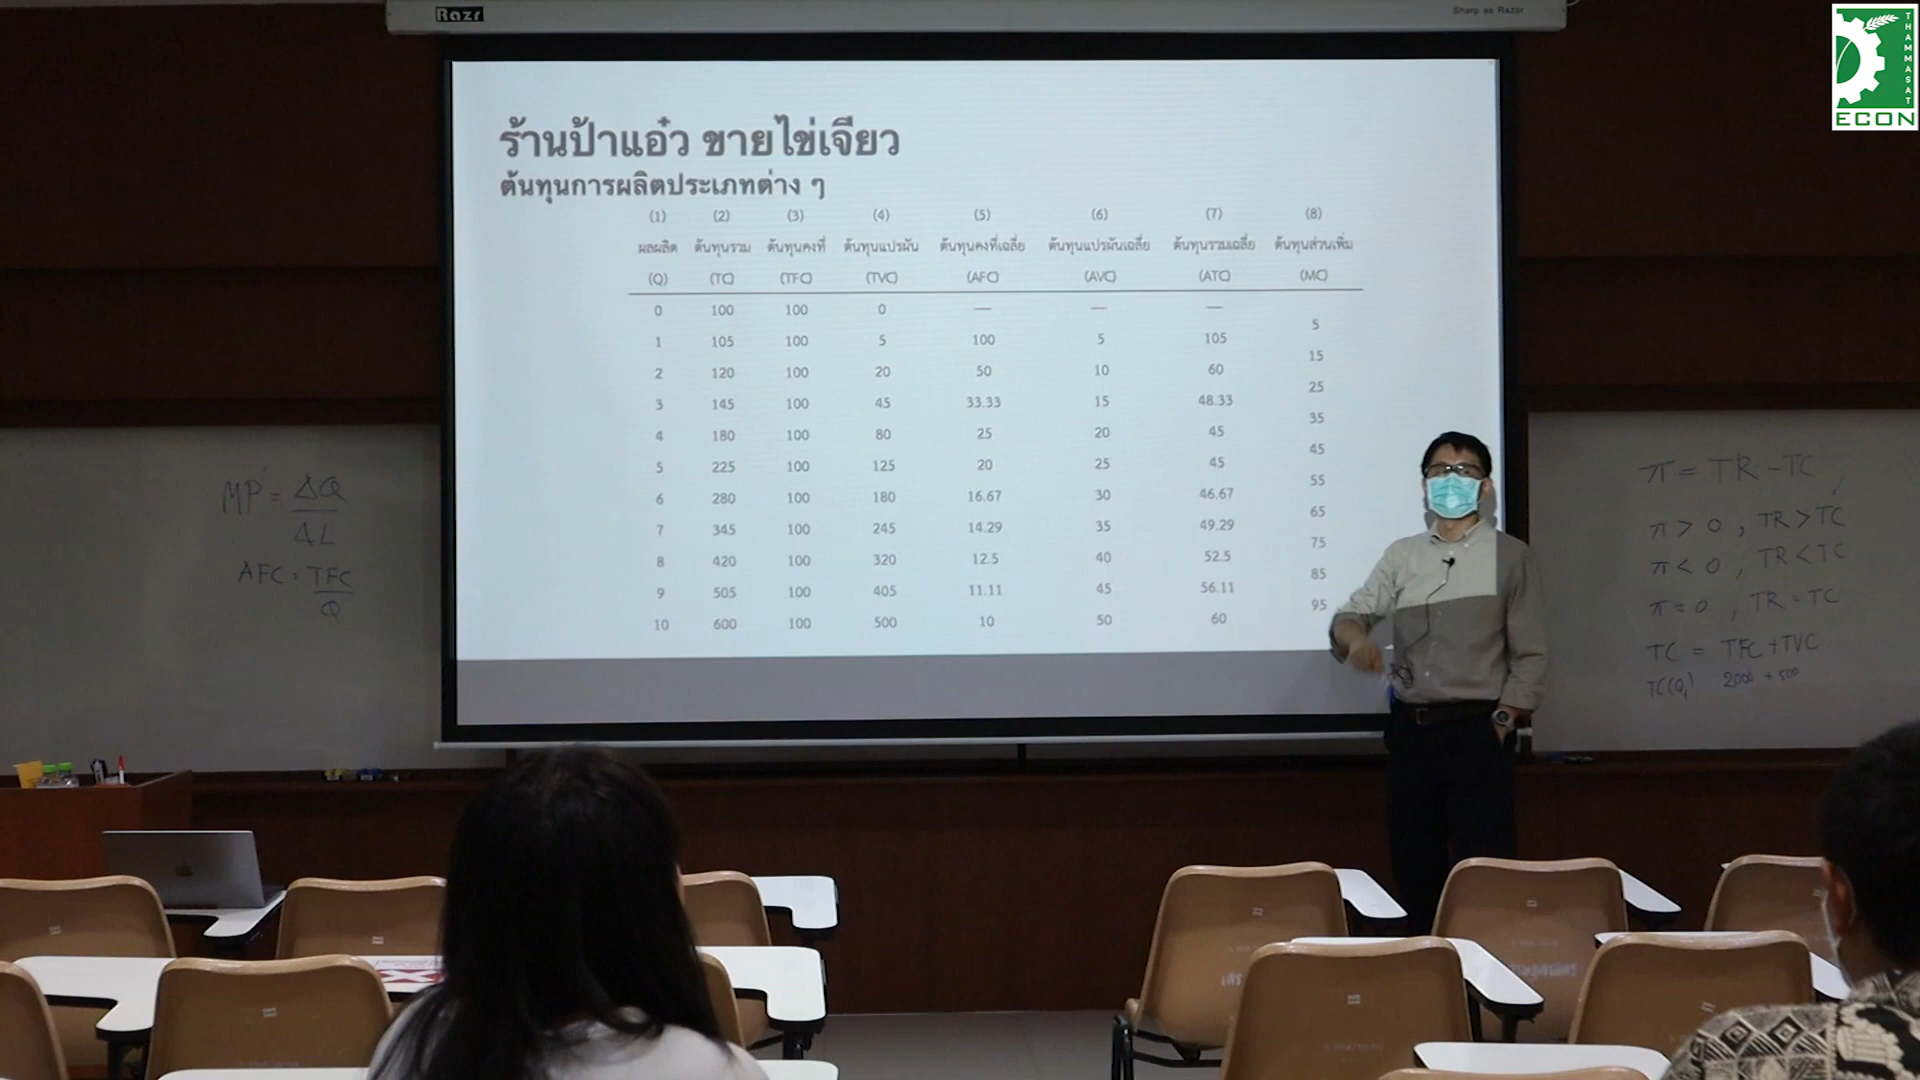 Razr
Sharp as Razor
THAMMASAT
ECON
ร้านป้าแอ๋ว ขายไข่เจียว
ต้นทุนการผลิตประเภทต่าง ๆ
(1) (2) (3) (4) (5) (6) (7) (8)
ผลผลิต ต้นทุนรวม ต้นทุนคงที่ ต้นทุนแปรผัน ต้นทุนคงที่เฉลี่ย ต้นทุนแปรผันเฉลี่ย ต้นทุนรวมเฉลี่ย ต้นทุนส่วนเพิ่ม
(Q) (TC) (TFC) (TVC) (AFC) (AVC) (ATC) (MC)
0 100 100 0 — — —
5
1 105 100 5 100 5 105
15
2 120 100 20 50 10 60
25
3 145 100 45 33.33 15 48.33
35
4 180 100 80 25 20 45
45
5 225 100 125 20 25 45
55
6 280 100 180 16.67 30 46.67
65
7 345 100 245 14.29 35 49.29
75
8 420 100 320 12.5 40 52.5
85
9 505 100 405 11.11 45 56.11
95
10 600 100 500 10 50 60
MP = ΔQ
ΔL
AFC = TFC
Q
π = TR - TC
π > 0 , TR > TC
π < 0 , TR < TC
π = 0 , TR = TC
TC = TFC + TVC
TC(Q₁) 2000 + 500